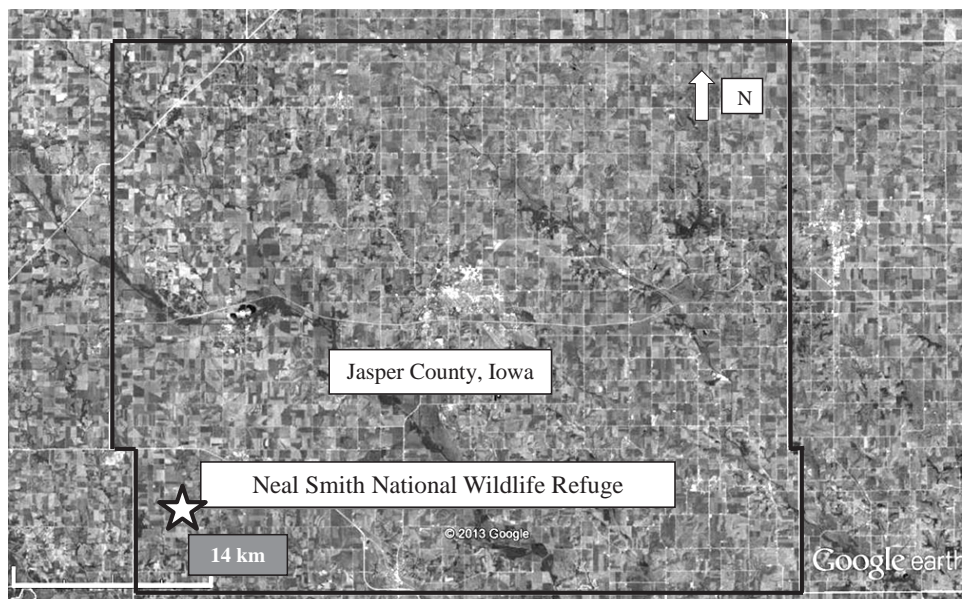 N
Jasper County, Iowa
Neal Smith National Wildlife Refuge
© 2013 Google
14 km
Google earth